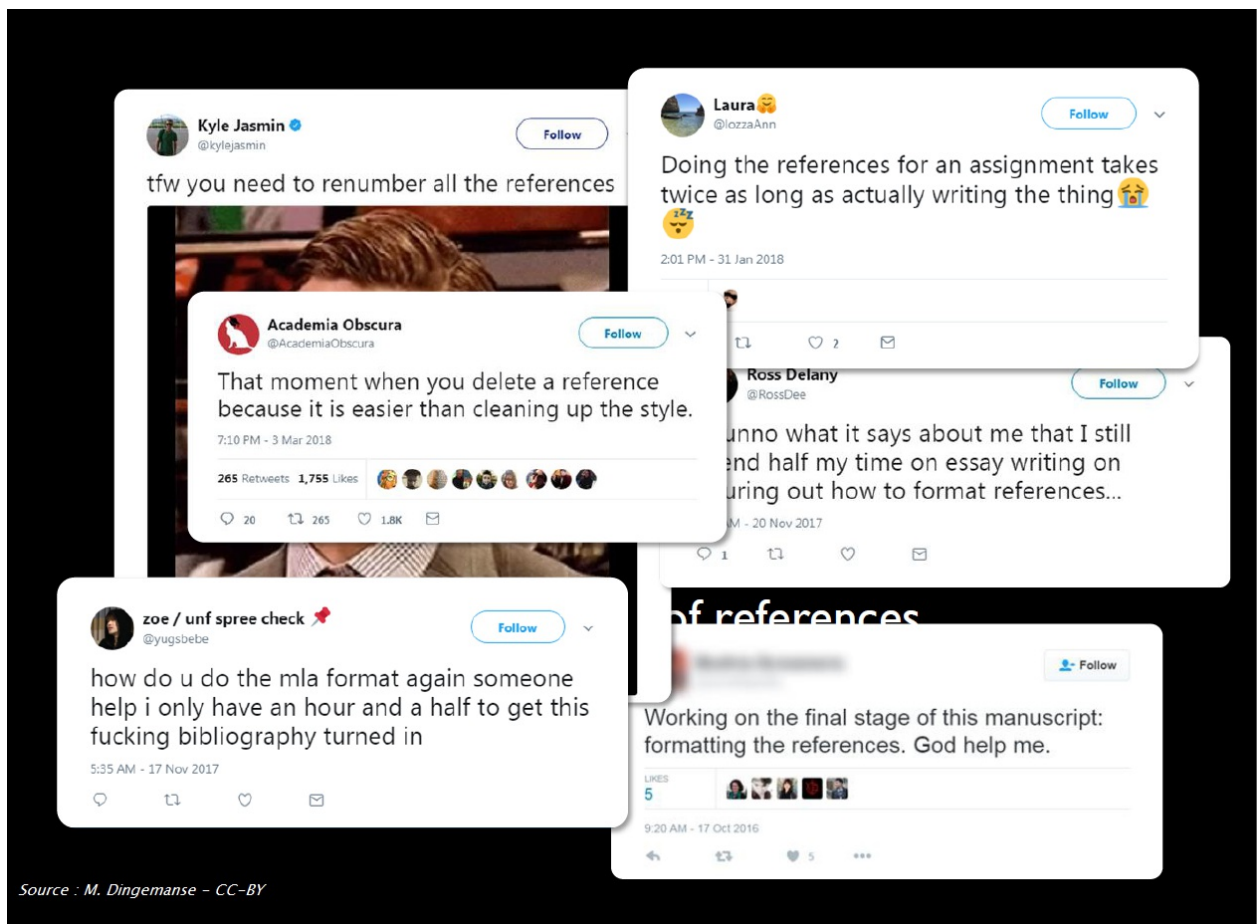 Kyle Jasmin
@kylejasmin
Follow
tfw you need to renumber all the references
Laura🤗
@lozzaAnn
Follow
Doing the references for an assignment takes
twice as long as actually writing the thing😭
😴
2:01 PM - 31 Jan 2018
2
Academia Obscura
@AcademiaObscura
Follow
That moment when you delete a reference
because it is easier than cleaning up the style.
7:10 PM - 3 Mar 2018
265 Retweets 1,755 Likes
20 265 1.8K
Ross Delany
@RossDee
Follow
what it says about me that I still
half my time on essay writing on
out how to format references...
- 20 Nov 2017
1
of references
zoe / unf spree check 📌
@yugsbebe
Follow
how do u do the mla format again someone
help i only have an hour and a half to get this
fucking bibliography turned in
5:35 AM - 17 Nov 2017
Follow
Working on the final stage of this manuscript:
formatting the references. God help me.
LIKES
5
9:20 AM - 17 Oct 2016
5
Source : M. Dingemanse - CC-BY